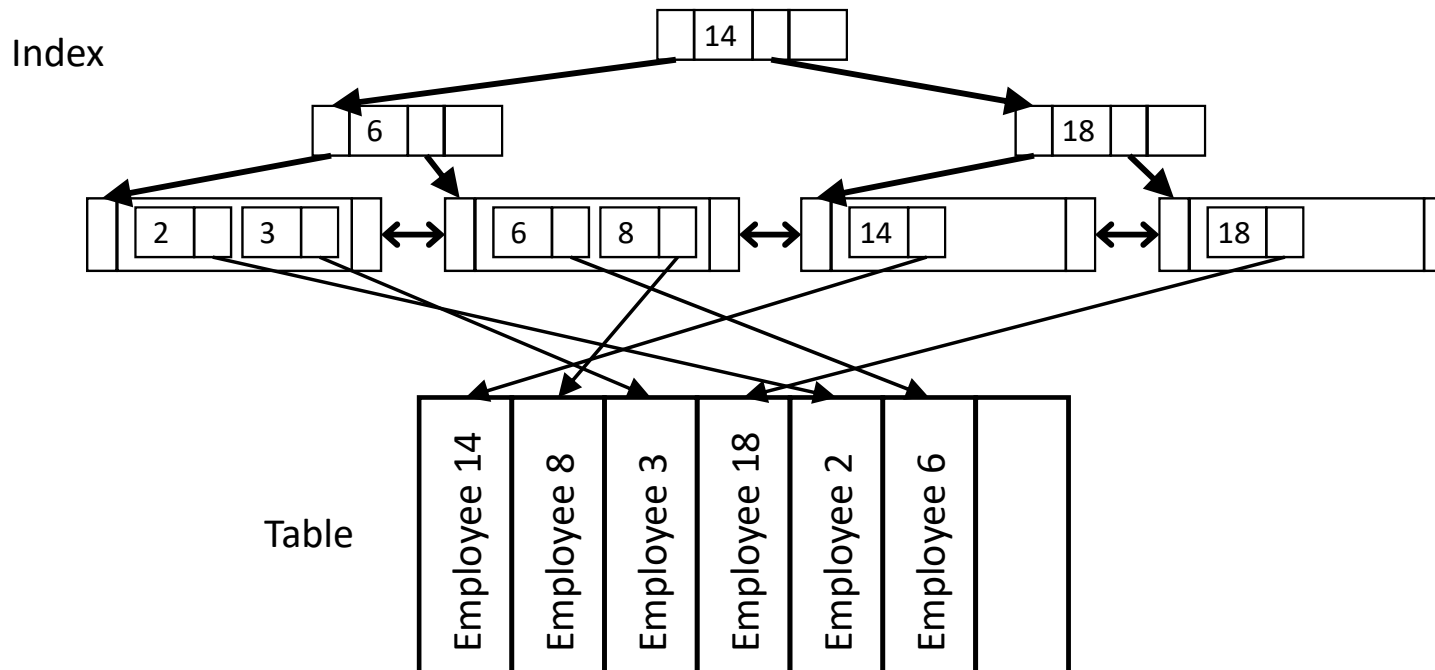 14
Index
6
18
2 3 6 8 14 18
Employee 14
Employee 8
Employee 3
Employee 18
Employee 2
Employee 6
Table